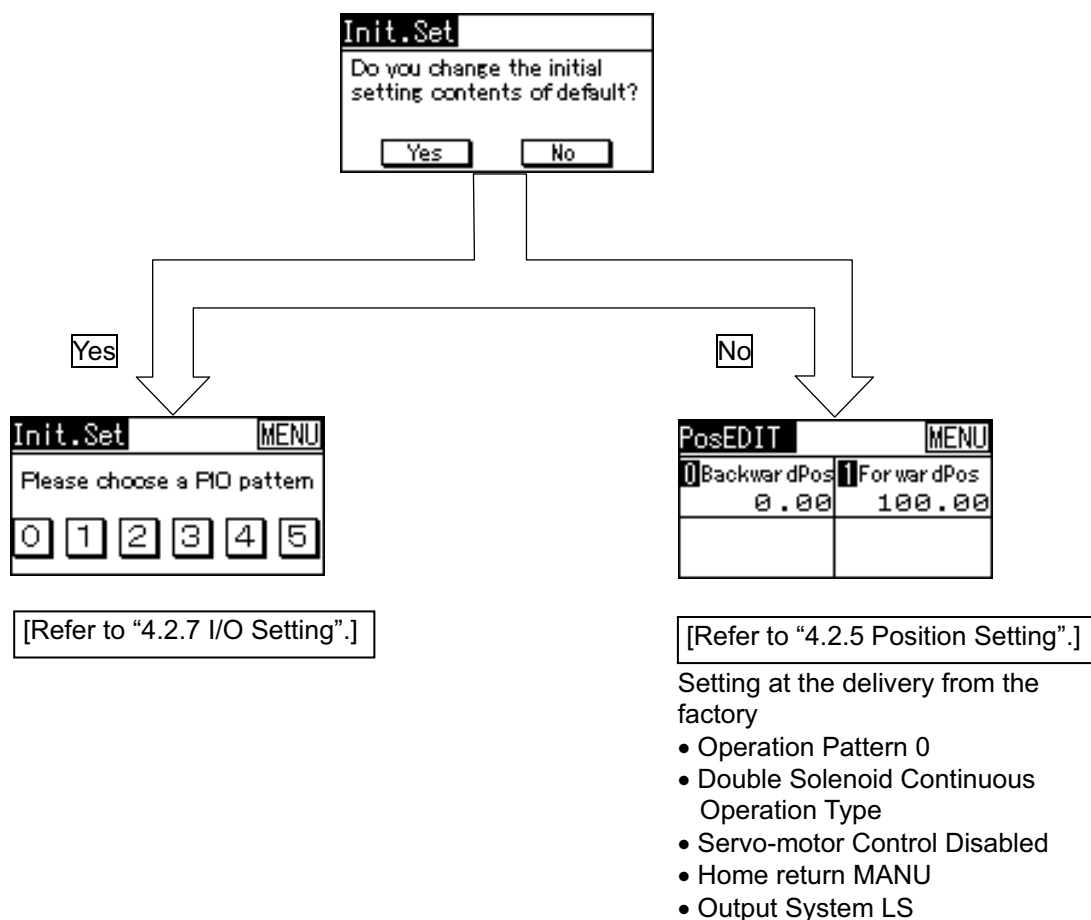 Init.Set
Do you change the initial
setting contents of default?
Yes No
Yes
No
Init.Set MENU
Please choose a PIO pattern
0 1 2 3 4 5
[Refer to “4.2.7 I/O Setting”.]
PosEDIT MENU
0 BackwardPos 1 ForwardPos
0.00 100.00
[Refer to “4.2.5 Position Setting”.]
Setting at the delivery from the
factory
• Operation Pattern 0
• Double Solenoid Continuous
Operation Type
• Servo-motor Control Disabled
• Home return MANU
• Output System LS